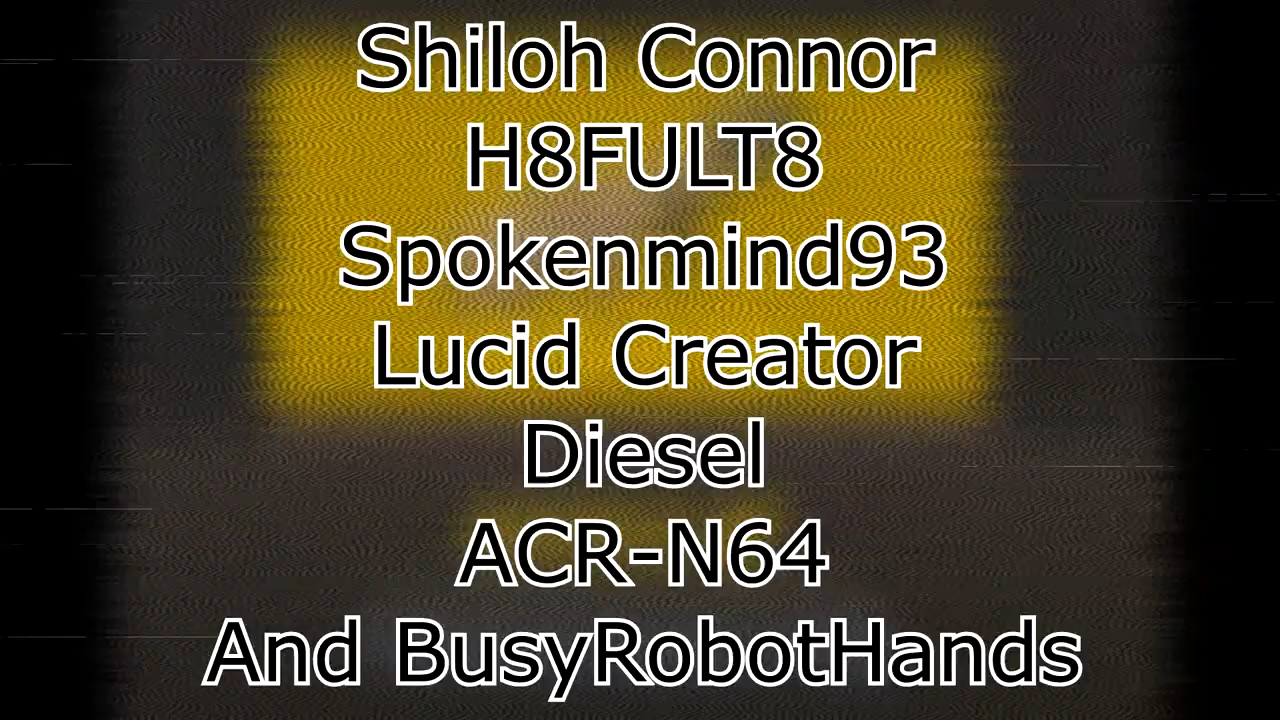 Shiloh Connor
H8FULT8
Spokenmind93
Lucid Creator
Diesel
ACR-N64
And BusyRobotHands